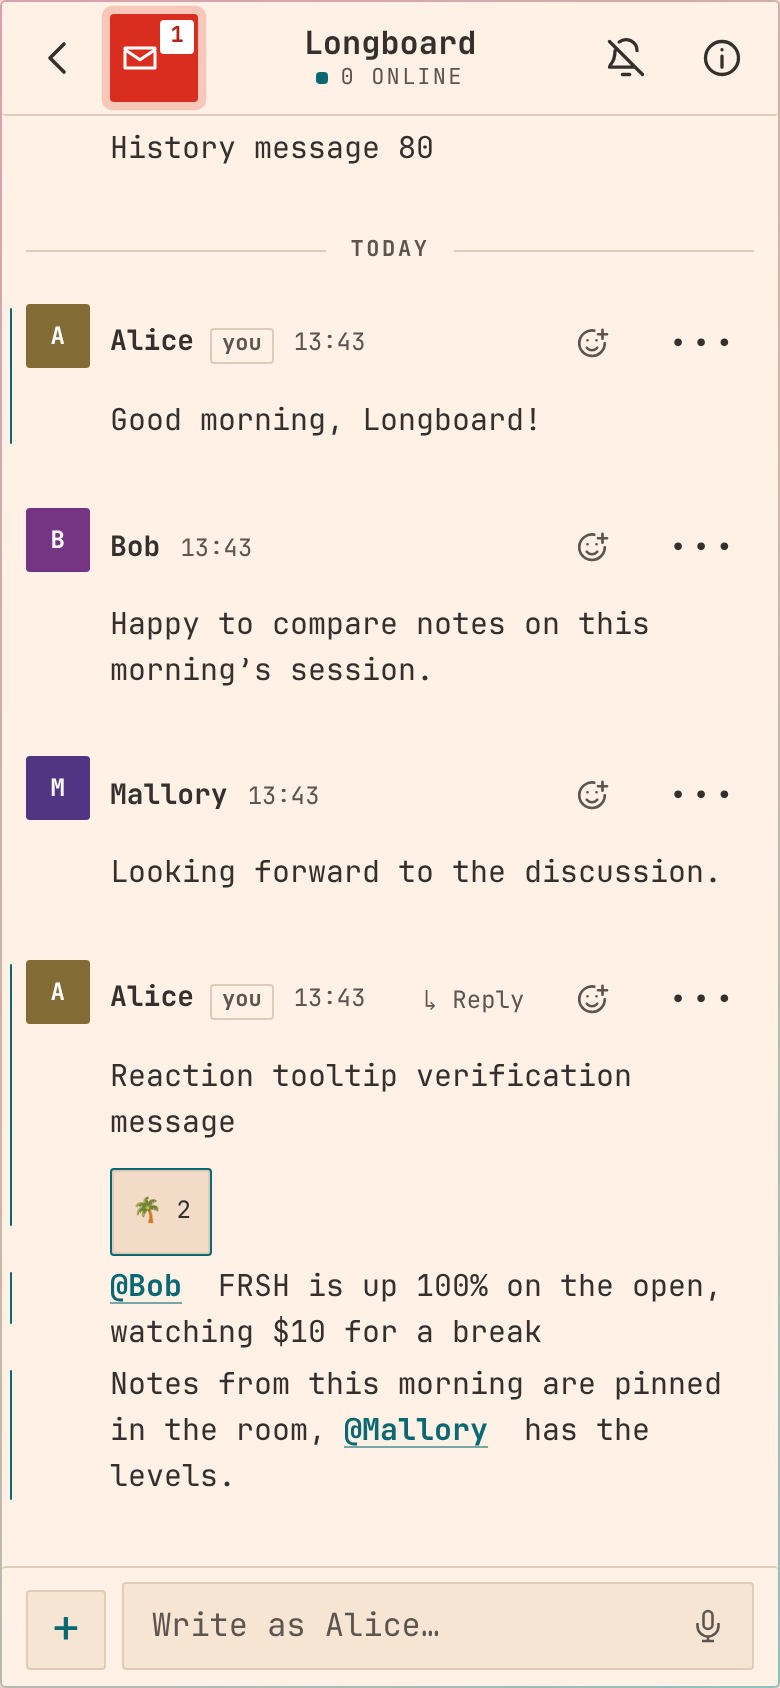 1
Longboard
0 ONLINE
History message 80
TODAY
A
Alice you 13:43
Good morning, Longboard!
B
Bob 13:43
Happy to compare notes on this
morning’s session.
M
Mallory 13:43
Looking forward to the discussion.
A
Alice you 13:43 ↳ Reply
Reaction tooltip verification
message
🌴 2
@Bob FRSH is up 100% on the open,
watching $10 for a break
Notes from this morning are pinned
in the room, @Mallory has the
levels.
+
Write as Alice…